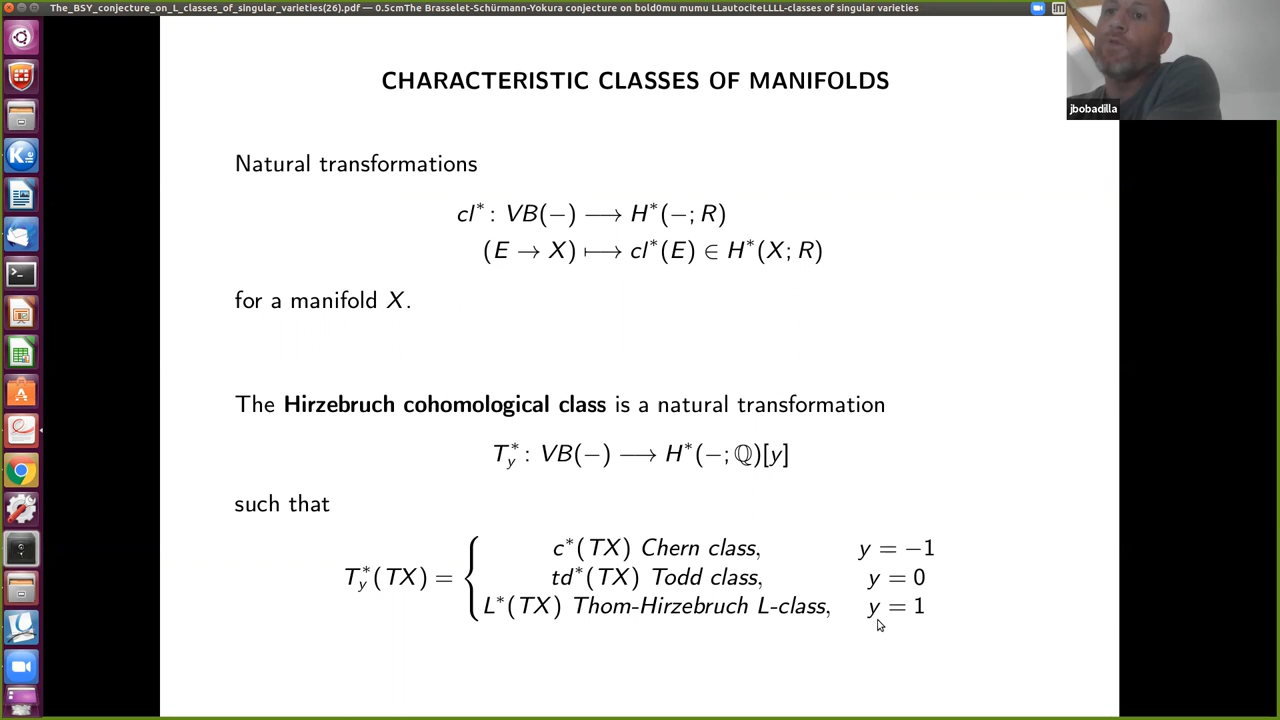 The_BSY_conjecture_on_L_classes_of_singular_varieties(26).pdf — 0.5cmThe Brasselet-Schürmann-Yokura conjecture on bold0mu mumu LLautociteLLLL-classes of singular varieties
jbobadilla
CHARACTERISTIC CLASSES OF MANIFOLDS
Natural transformations
cl* : VB(−) ⟶ H*(−; R)
(E → X) ⟼ cl*(E) ∈ H*(X; R)
for a manifold X.
The Hirzebruch cohomological class is a natural transformation
T_y^* : VB(−) ⟶ H*(−; ℚ)[y]
such that
T_y^*(TX) = { c*(TX) Chern class, y = −1
td*(TX) Todd class, y = 0
L*(TX) Thom-Hirzebruch L-class, y = 1